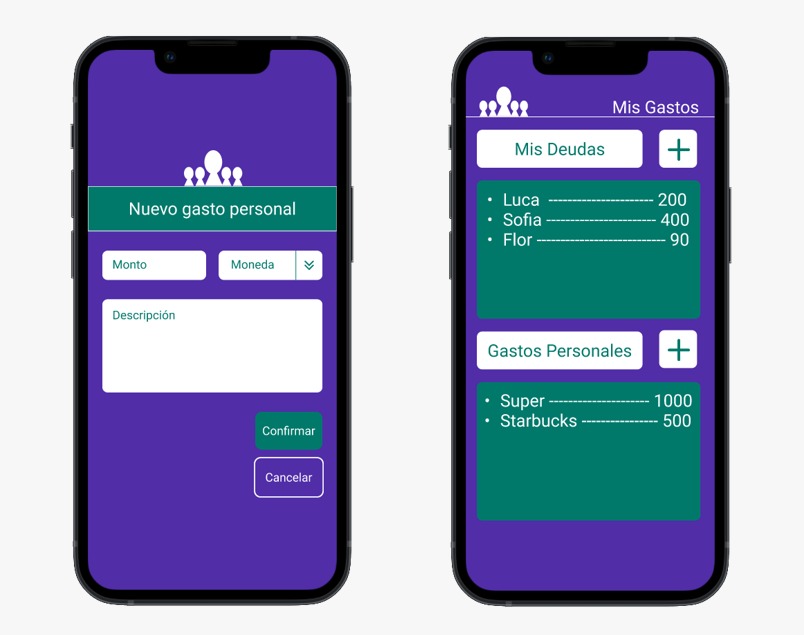 Nuevo gasto personal
Monto
Moneda
Descripción
Confirmar
Cancelar
Mis Gastos
Mis Deudas
• Luca ---------------------- 200
• Sofia ----------------------- 400
• Flor --------------------------- 90
Gastos Personales
• Super --------------------- 1000
• Starbucks ---------------- 500